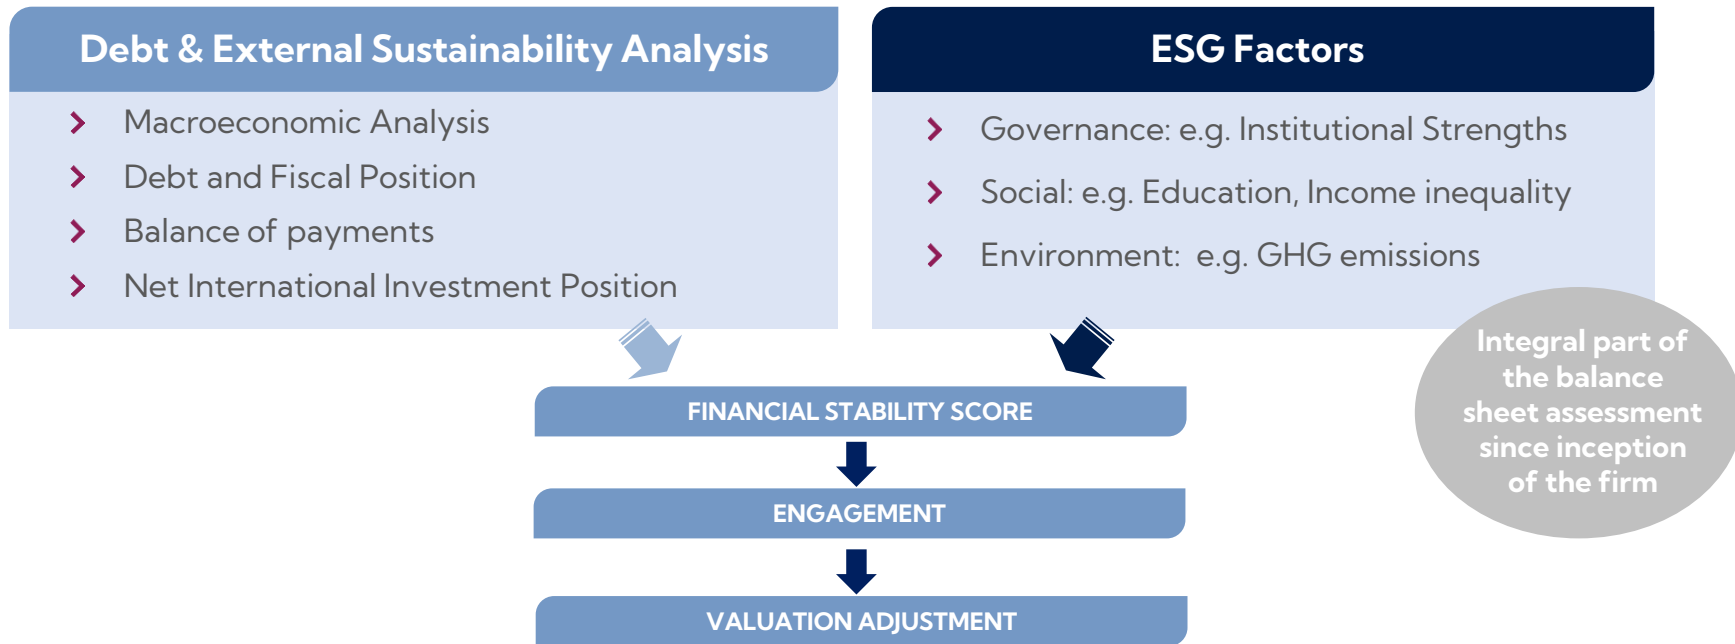 Debt & External Sustainability Analysis
Macroeconomic Analysis
Debt and Fiscal Position
Balance of payments
Net International Investment Position
ESG Factors
Governance: e.g. Institutional Strengths
Social: e.g. Education, Income inequality
Environment:  e.g. GHG emissions
Integral part of
the balance
sheet assessment
since inception
of the firm
FINANCIAL STABILITY SCORE
ENGAGEMENT
VALUATION ADJUSTMENT